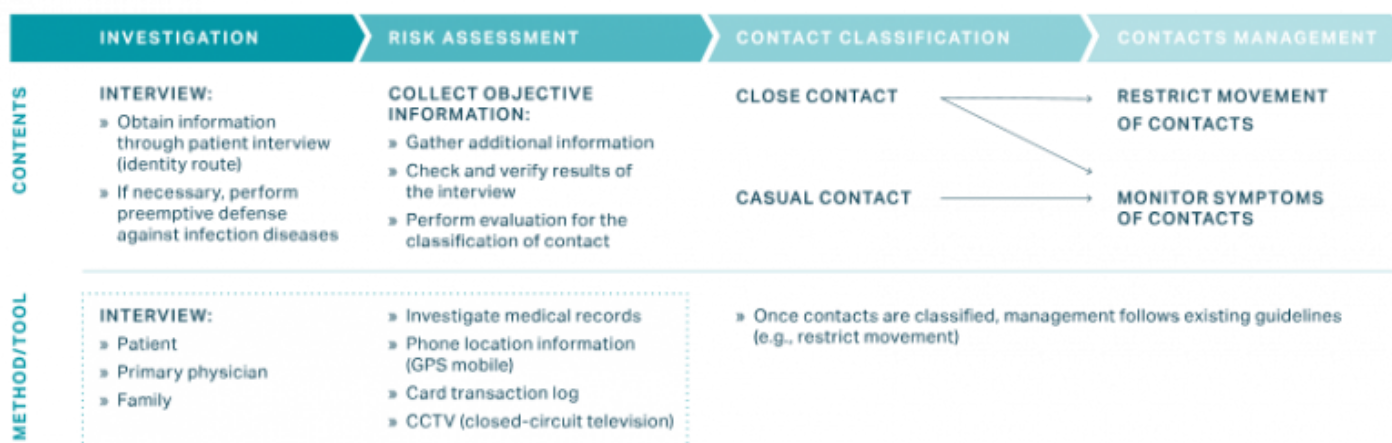 INVESTIGATION
RISK ASSESSMENT
CONTACT CLASSIFICATION
CONTACTS MANAGEMENT
CONTENTS
INTERVIEW:
» Obtain information
through patient interview
(identity route)
» If necessary, perform
preemptive defense
against infection diseases
COLLECT OBJECTIVE
INFORMATION:
» Gather additional information
» Check and verify results of
the interview
» Perform evaluation for the
classification of contact
CLOSE CONTACT
CASUAL CONTACT
RESTRICT MOVEMENT
OF CONTACTS
MONITOR SYMPTOMS
OF CONTACTS
METHOD/TOOL
INTERVIEW:
» Patient
» Primary physician
» Family
» Investigate medical records
» Phone location information
(GPS mobile)
» Card transaction log
» CCTV (closed-circuit television)
» Once contacts are classified, management follows existing guidelines
(e.g., restrict movement)